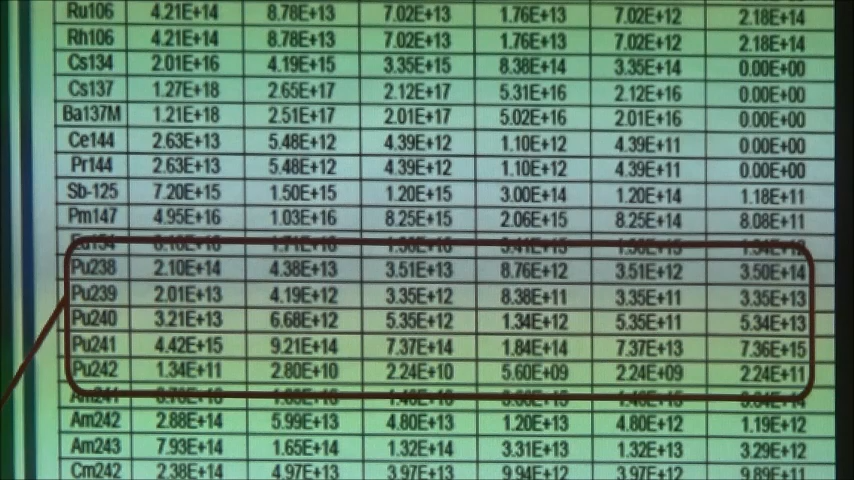 Ru106 4.21E+14 8.78E+13 7.02E+13 1.76E+13 7.02E+12 2.18E+14
Rh106 4.21E+14 8.78E+13 7.02E+13 1.76E+13 7.02E+12 2.18E+14
Cs134 2.01E+16 4.19E+15 3.35E+15 8.38E+14 3.35E+14 0.00E+00
Cs137 1.27E+18 2.65E+17 2.12E+17 5.31E+16 2.12E+16 0.00E+00
Ba137M 1.21E+18 2.51E+17 2.01E+17 5.02E+16 2.01E+16 0.00E+00
Ce144 2.63E+13 5.48E+12 4.39E+12 1.10E+12 4.39E+11 0.00E+00
Pr144 2.63E+13 5.48E+12 4.39E+12 1.10E+12 4.39E+11 0.00E+00
Sb-125 7.20E+15 1.50E+15 1.20E+15 3.00E+14 1.20E+14 1.18E+11
Pm147 4.95E+16 1.03E+16 8.25E+15 2.06E+15 8.25E+14 8.08E+11
Pu238 2.10E+14 4.38E+13 3.51E+13 8.76E+12 3.51E+12 3.50E+14
Pu239 2.01E+13 4.19E+12 3.35E+12 8.38E+11 3.35E+11 3.35E+13
Pu240 3.21E+13 6.68E+12 5.35E+12 1.34E+12 5.35E+11 5.34E+13
Pu241 4.42E+15 9.21E+14 7.37E+14 1.84E+14 7.37E+13 7.36E+15
Pu242 1.34E+11 2.80E+10 2.24E+10 5.60E+09 2.24E+09 2.24E+11
Am242 2.88E+14 5.99E+13 4.80E+13 1.20E+13 4.80E+12 1.19E+12
Am243 7.93E+14 1.65E+14 1.32E+14 3.31E+13 1.32E+13 3.29E+12
Cm242 2.38E+14 4.97E+13 3.97E+13 9.94E+12 3.97E+12 9.89E+11